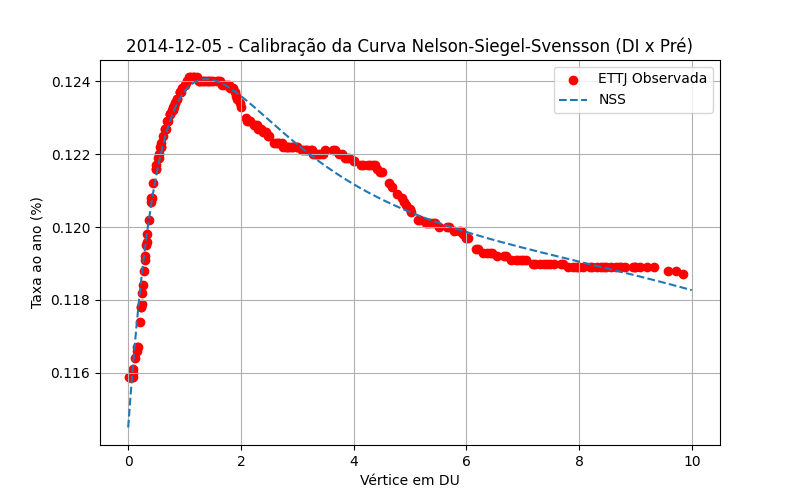 2014-12-05 - Calibração da Curva Nelson-Siegel-Svensson (DI x Pré)
ETTJ Observada
NSS
Taxa ao ano (%)
0.124
0.122
0.120
0.118
0.116
0 2 4 6 8 10
Vértice em DU